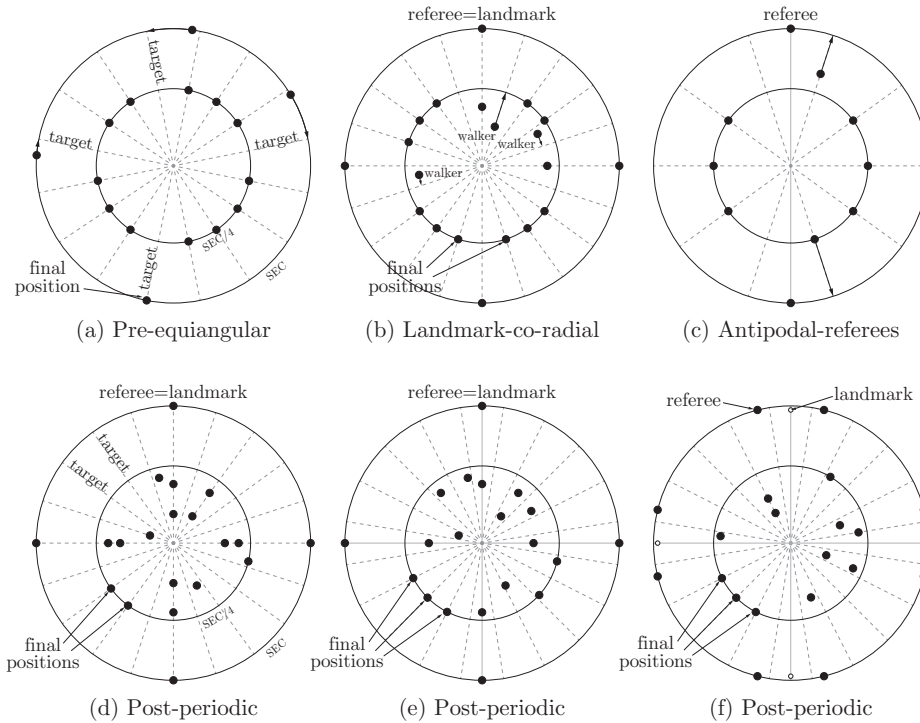 target
target
target
target
SEC/4
SEC
final
position
(a) Pre-equiangular
referee=landmark
walker
walker
walker
final
positions
(b) Landmark-co-radial
referee
(c) Antipodal-referees
referee=landmark
target
target
SEC/4
SEC
final
positions
(d) Post-periodic
referee=landmark
final
positions
(e) Post-periodic
referee
landmark
final
positions
(f) Post-periodic